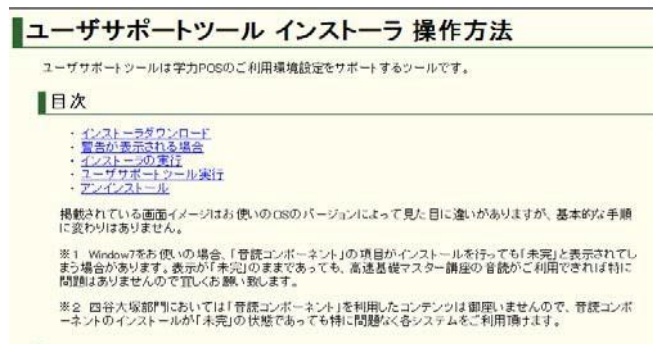 ユーザサポートツール インストーラ 操作方法
ユーザサポートツールは学力POSのご利用環境設定をサポートするツールです。
目次
・インストーラダウンロード
・警告が表示される場合
・インストーラの実行
・ユーザサポートツール実行
・アンインストール
掲載されている画面イメージはお使いのOSのバージョンによって見た目に違いがありますが、基本的な手順
に変わりはありません。
※1 Window7をお使いの場合、「音読コンポーネント」の項目がインストールを行っても「未完」と表示されてし
まう場合があります。表示が「未完」のままであっても、高速基礎マスター講座の音読がご利用できれば特に
問題はありませんので宜しくお願い致します。
※2 四谷大塚部門においては「音読コンポーネント」を利用したコンテンツは御座いませんので、音読コンポ
ーネントのインストールが「未完」の状態であっても特に問題なく各システムをご利用頂けます。